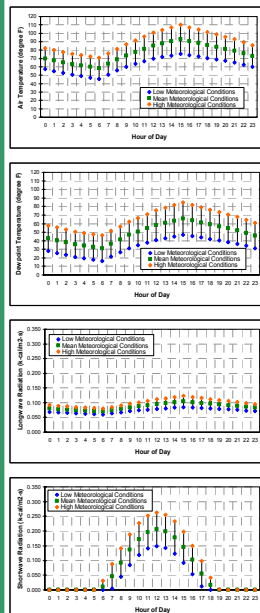 Air Temperature (degree F)
120
110
100
90
80
70
60
50
40
30
20
10
0
Low Meteorological Conditions
Mean Meteorological Conditions
High Meteorological Conditions
0 1 2 3 4 5 6 7 8 9 10 11 12 13 14 15 16 17 18 19 20 21 22 23
Hour of Day
Dewpoint Temperature (degree F)
120
110
100
90
80
70
60
50
40
30
20
10
0
Low Meteorological Conditions
Mean Meteorological Conditions
High Meteorological Conditions
0 1 2 3 4 5 6 7 8 9 10 11 12 13 14 15 16 17 18 19 20 21 22 23
Hour of Day
Longwave Radiation (k-cal/m2-s)
0.350
0.300
0.250
0.200
0.150
0.100
0.050
0.000
Low Meteorological Conditions
Mean Meteorological Conditions
High Meteorological Conditions
0 1 2 3 4 5 6 7 8 9 10 11 12 13 14 15 16 17 18 19 20 21 22 23
Hour of Day
Shortwave Radiation (k-cal/m2-s)
0.350
0.300
0.250
0.200
0.150
0.100
0.050
0.000
Low Meteorological Conditions
Mean Meteorological Conditions
High Meteorological Conditions
0 1 2 3 4 5 6 7 8 9 10 11 12 13 14 15 16 17 18 19 20 21 22 23
Hour of Day